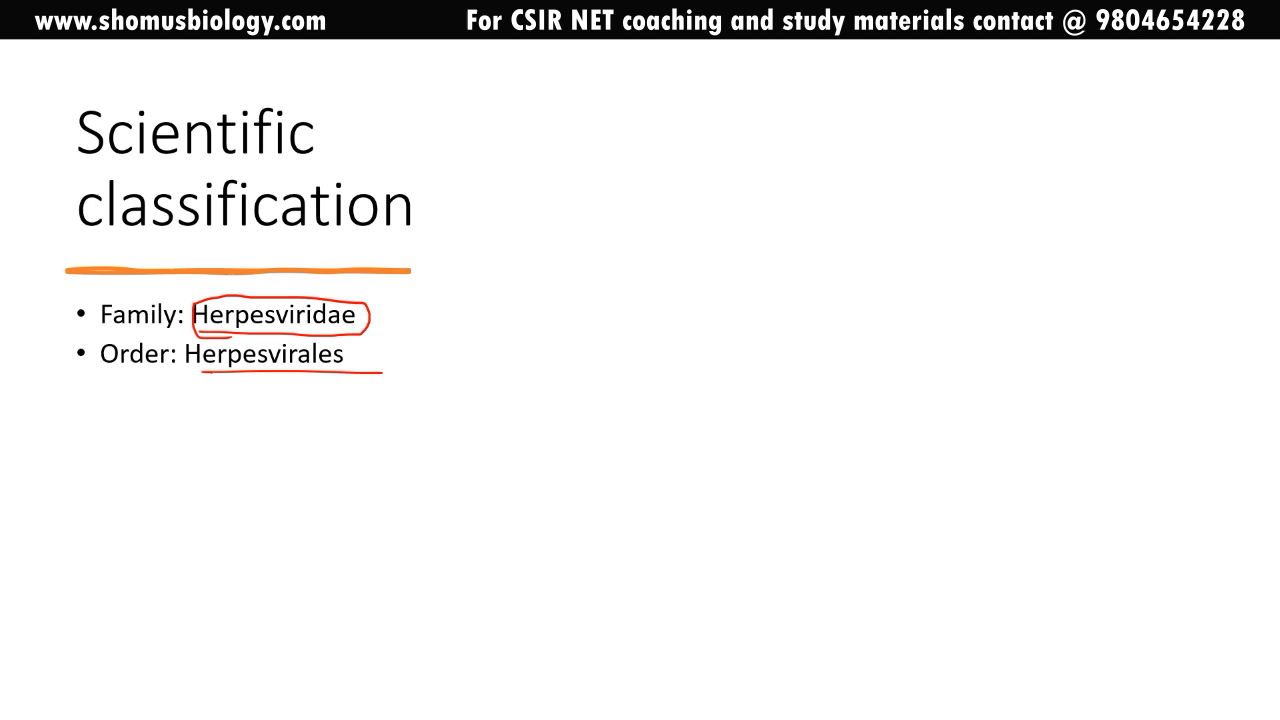 www.shomusbiology.com
For CSIR NET coaching and study materials contact @ 9804654228
Scientific
classification
• Family: Herpesviridae
• Order: Herpesvirales